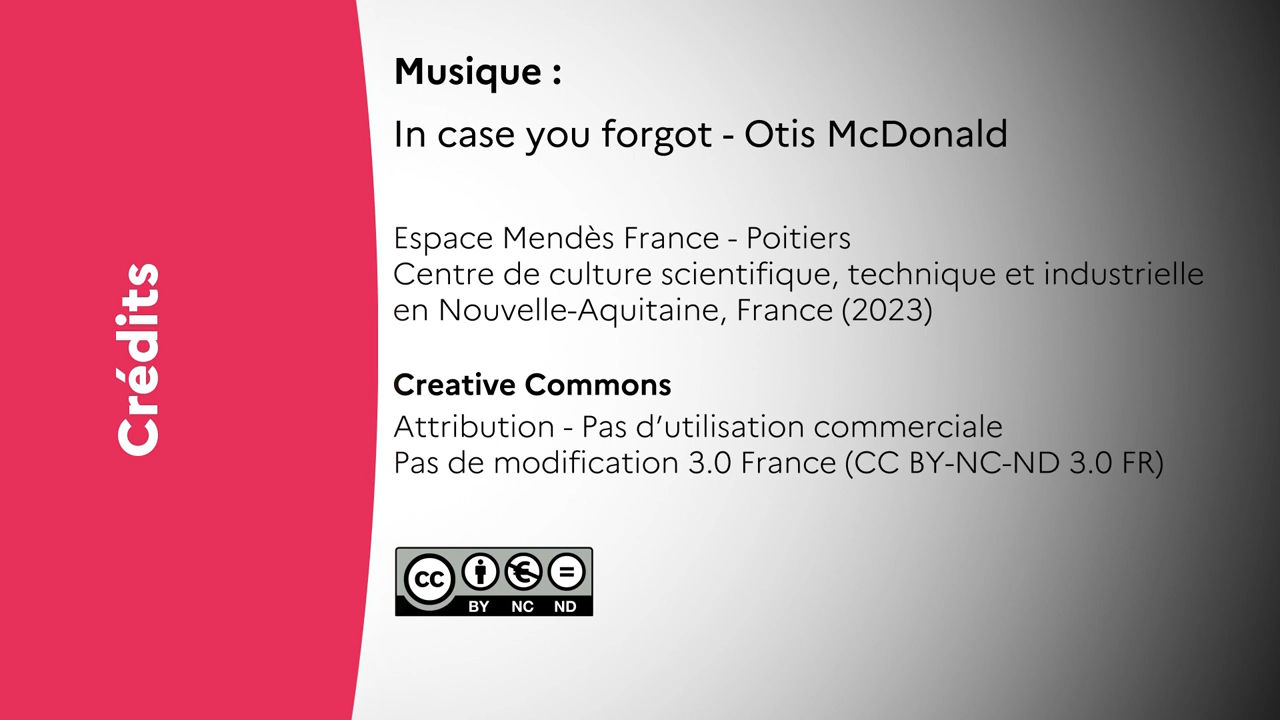 Crédits
Musique :
In case you forgot - Otis McDonald
Espace Mendès France - Poitiers
Centre de culture scientifique, technique et industrielle
en Nouvelle-Aquitaine, France (2023)
Creative Commons
Attribution - Pas d’utilisation commerciale
Pas de modification 3.0 France (CC BY-NC-ND 3.0 FR)
CC
BY NC ND